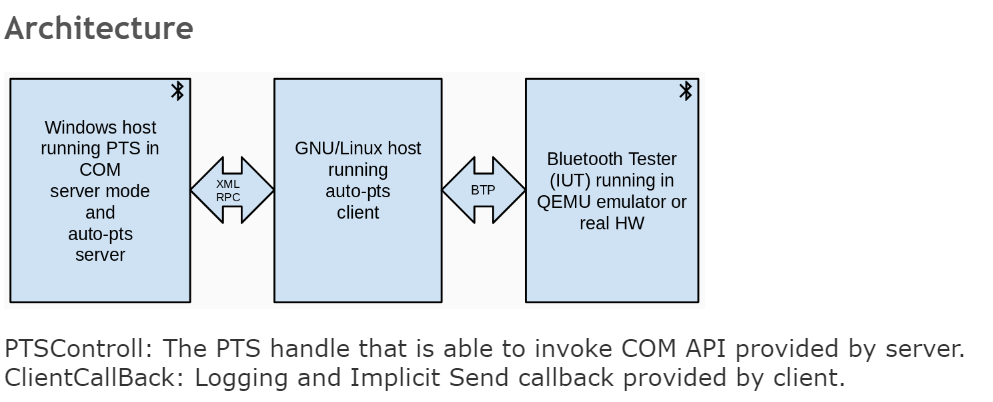 Architecture
Windows host
running PTS in
COM
server mode
and
auto-pts
server
XML
RPC
GNU/Linux host
running
auto-pts
client
BTP
Bluetooth Tester
(IUT) running in
QEMU emulator or
real HW
PTSControll: The PTS handle that is able to invoke COM API provided by server.
ClientCallBack: Logging and Implicit Send callback provided by client.